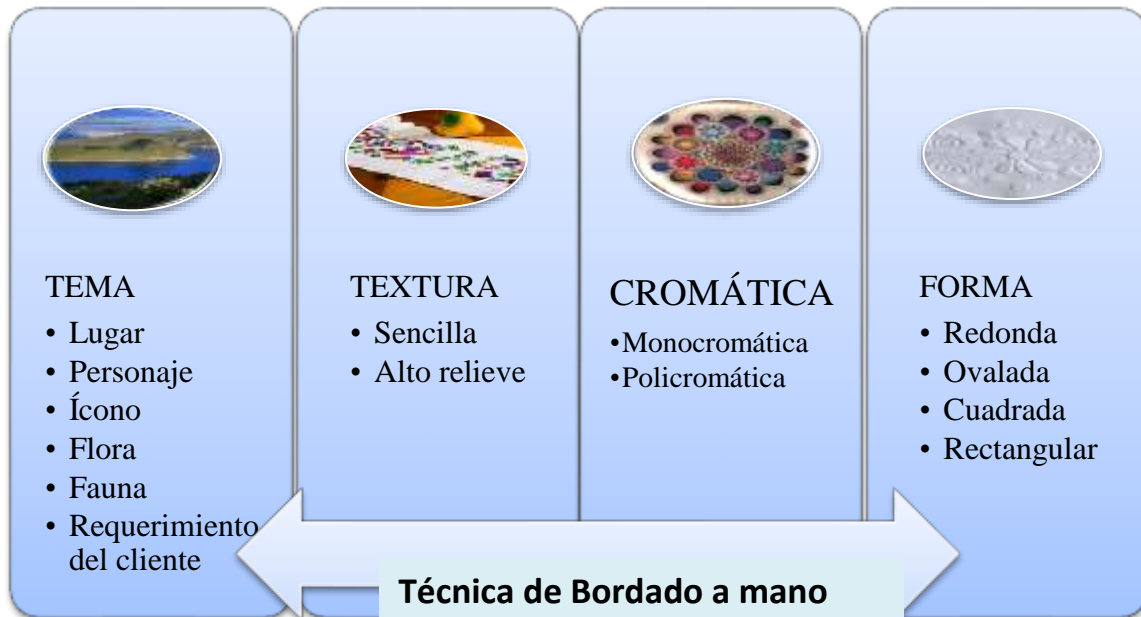 TEMA
• Lugar
• Personaje
• Ícono
• Flora
• Fauna
• Requerimiento
del cliente
TEXTURA
• Sencilla
• Alto relieve
CROMÁTICA
•Monocromática
•Policromática
FORMA
• Redonda
• Ovalada
• Cuadrada
• Rectangular
Técnica de Bordado a mano